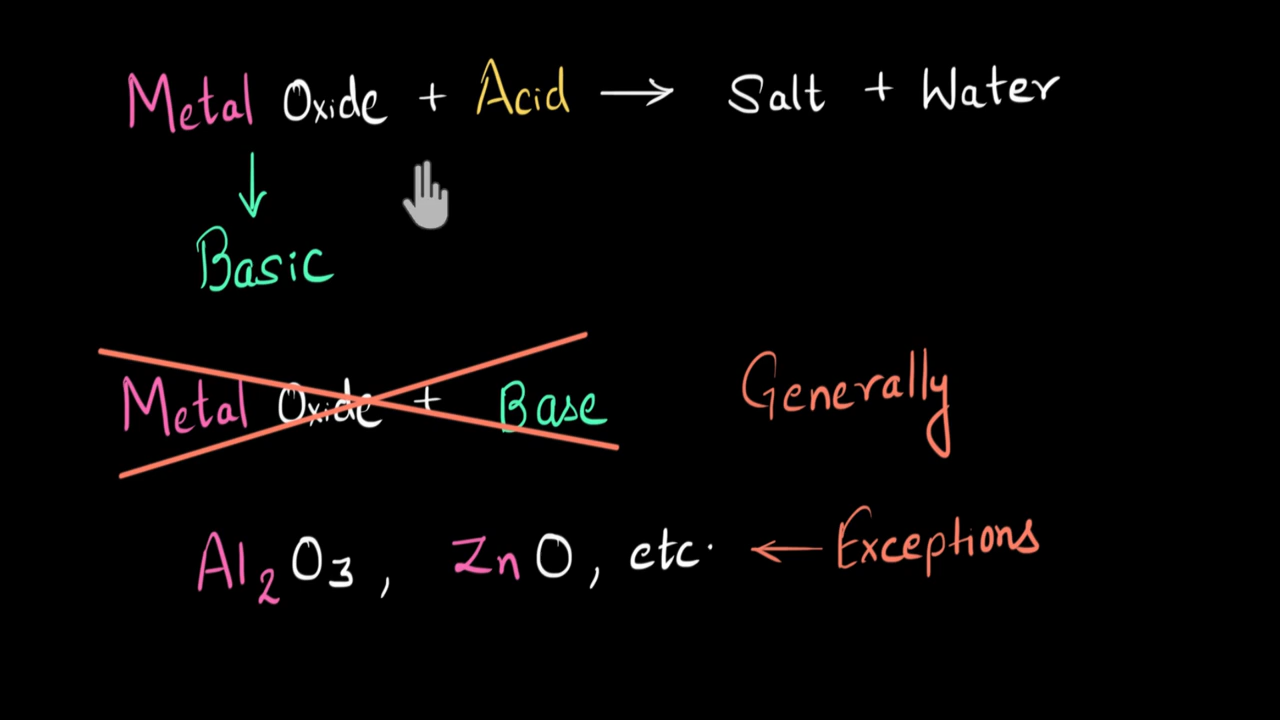 Metal Oxide + Acid → Salt + Water
↓
Basic
Metal Oxide + Base
Generally
Al₂O₃, ZnO, etc. ← Exceptions